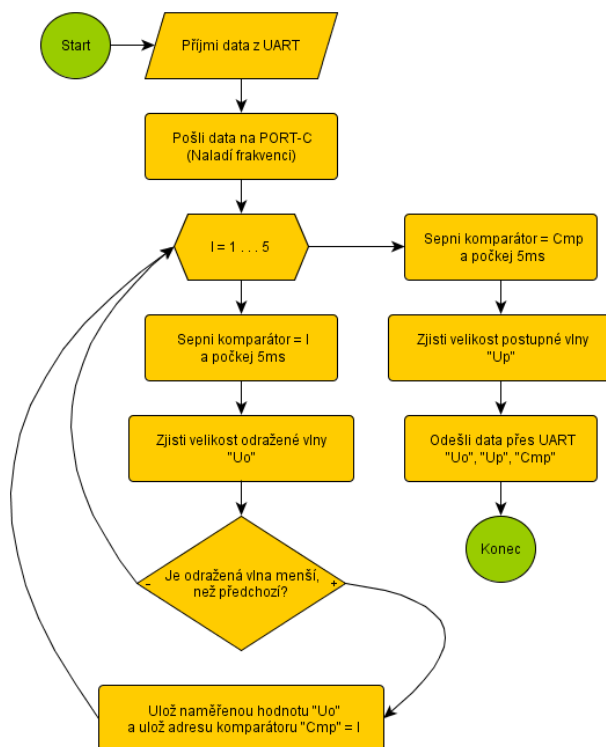 Start
Příjmi data z UART
Pošli data na PORT-C
(Naladí frakvenci)
I = 1 . . . 5
Sepni komparátor = Cmp
a počkej 5ms
Sepni komparátor = I
a počkej 5ms
Zjisti velikost postupné vlny
"Up"
Zjisti velikost odražené vlny
"Uo"
Odešli data přes UART
"Uo", "Up", "Cmp"
Konec
- Je odražená vlna menší, +
než předchozí?
Ulož naměřenou hodnotu "Uo"
a ulož adresu komparátoru "Cmp" = I